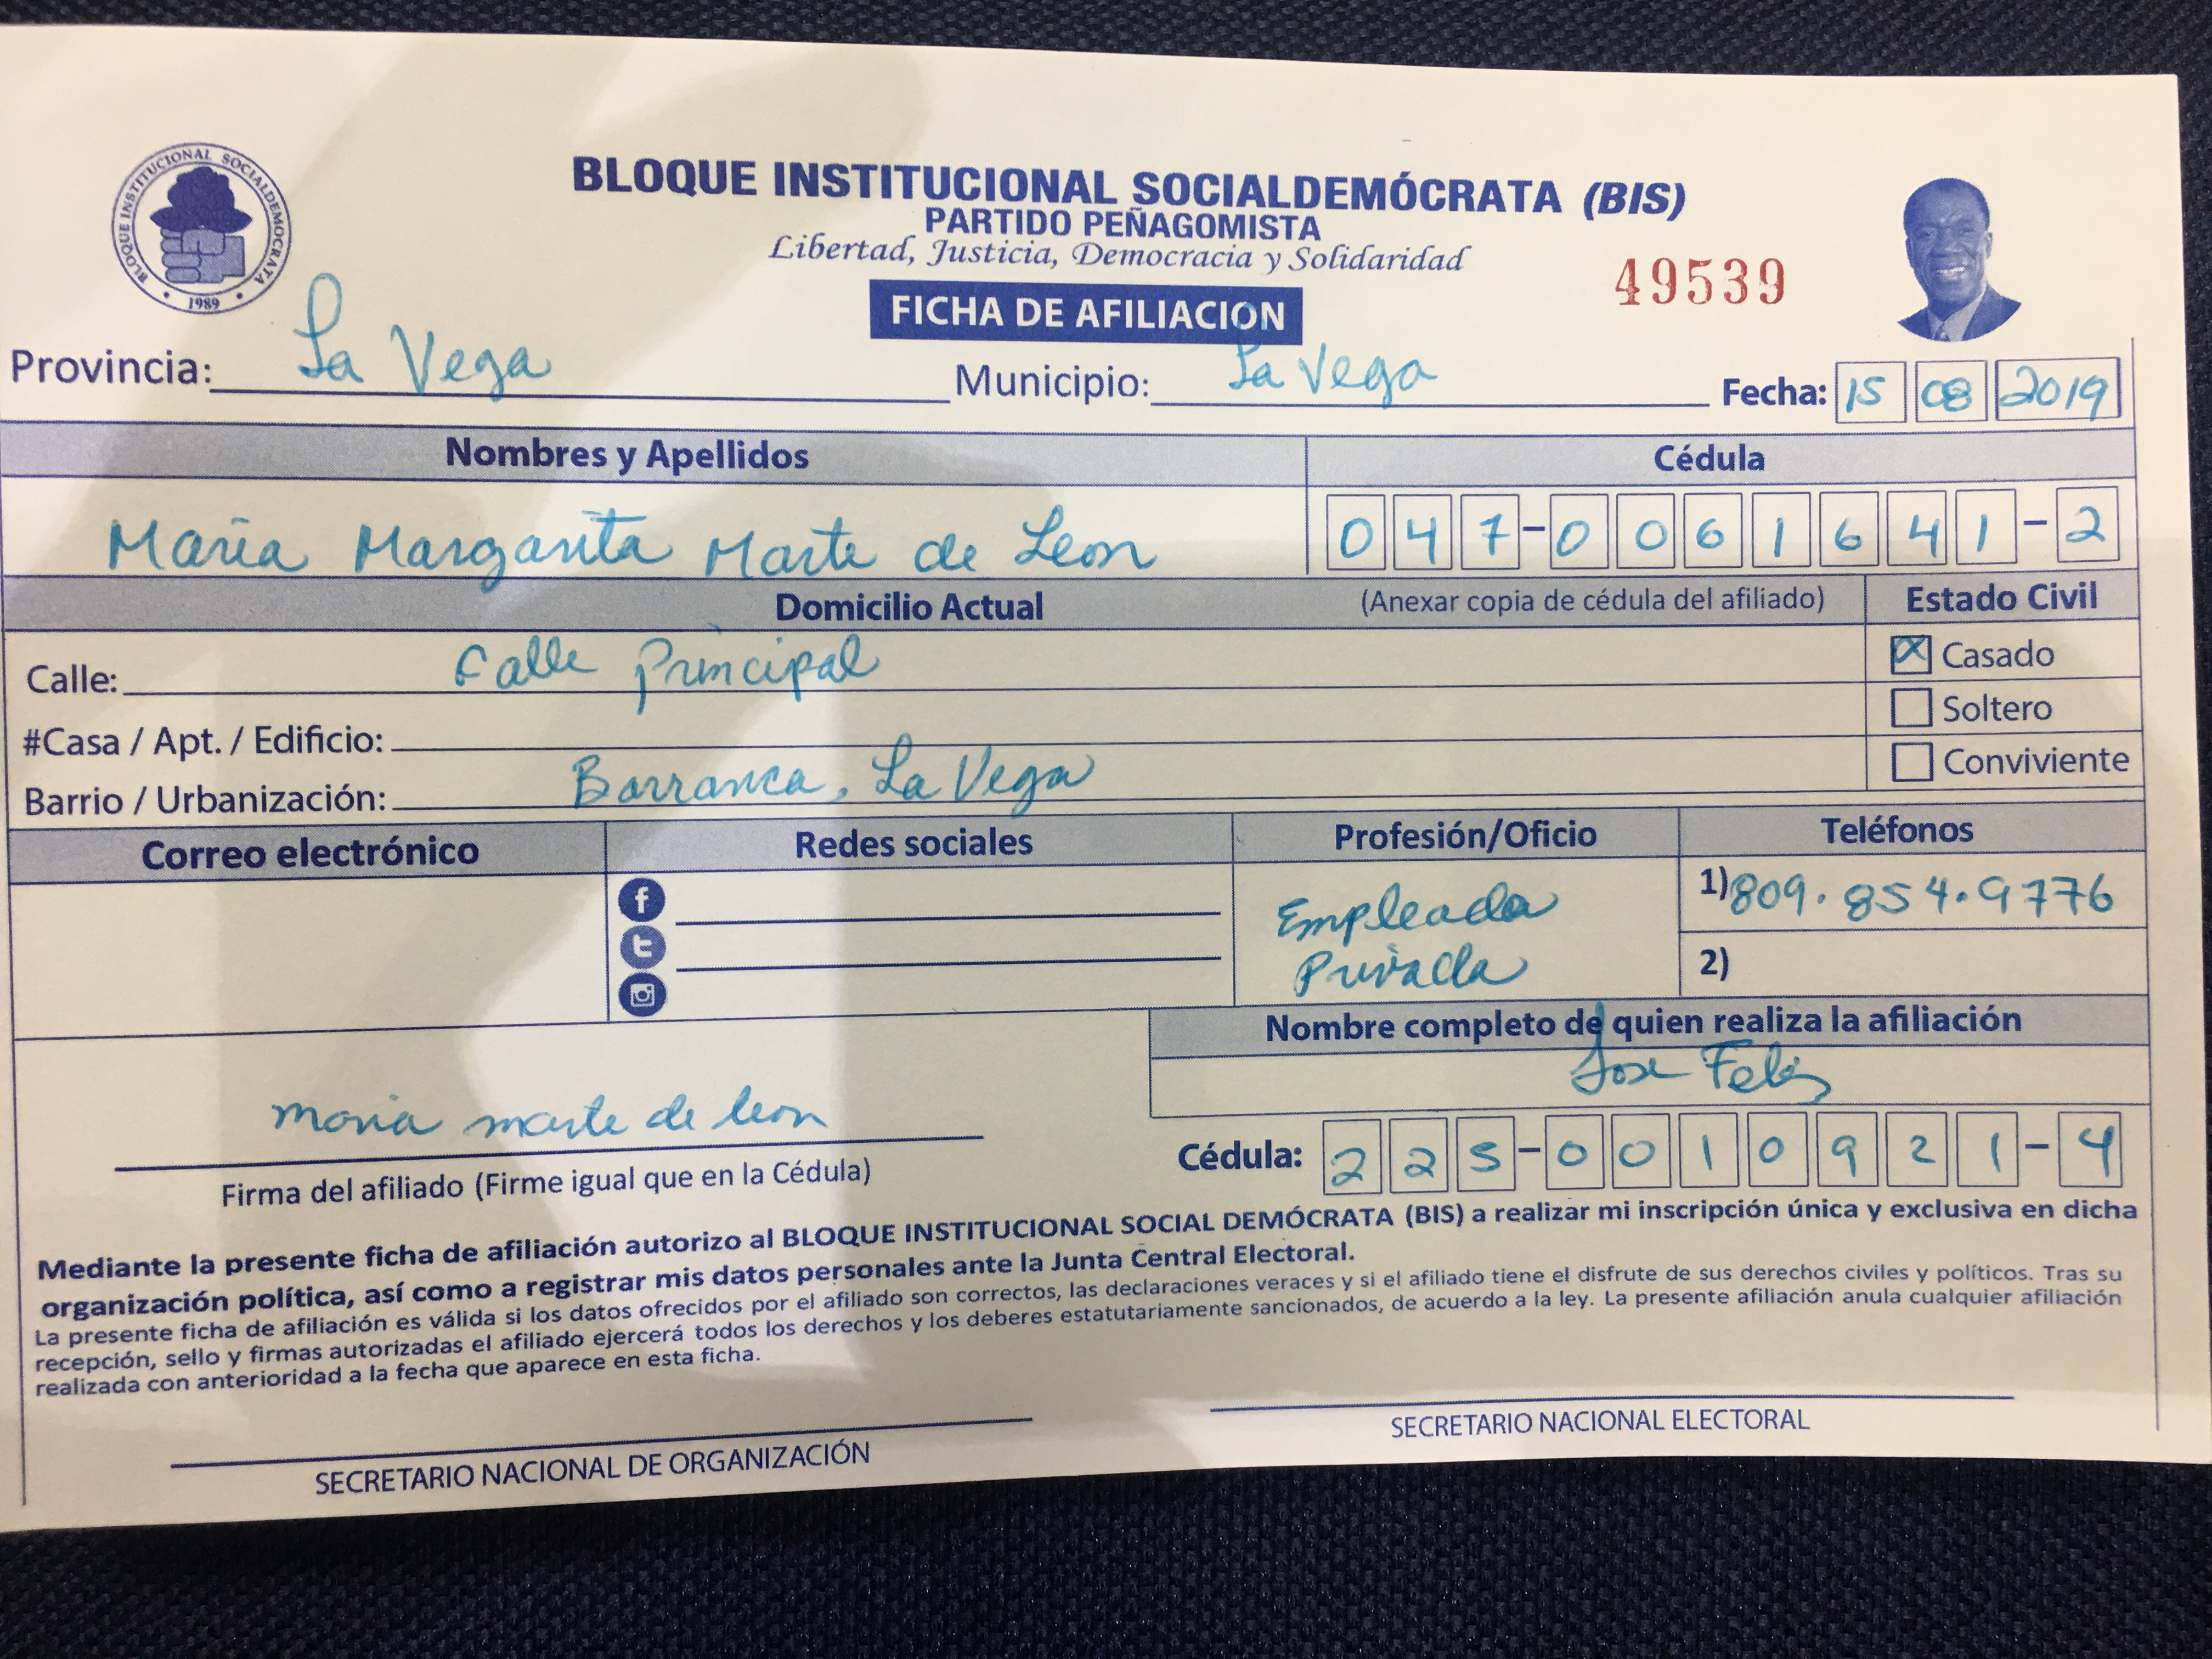 BLOQUE INSTITUCIONAL SOCIALDEMOCRATA
1989
BLOQUE INSTITUCIONAL SOCIALDEMÓCRATA (BIS)
PARTIDO PEÑAGOMISTA
Libertad, Justicia, Democracia y Solidaridad
49539
FICHA DE AFILIACION
Provincia: La Vega Municipio: La Vega Fecha: 15 08 2019
Nombres y Apellidos Cédula
Maria Margarita Marte de Leon 047-0061641-2
Domicilio Actual (Anexar copia de cédula del afiliado) Estado Civil
Calle: Calle Principal Casado
#Casa / Apt. / Edificio: Soltero
Barrio / Urbanización: Barranca, La Vega Conviviente
Correo electrónico Redes sociales Profesión/Oficio Teléfonos
Empleada 1) 809.854.9776
Privada 2)
Nombre completo de quien realiza la afiliación
Jose Feliz
maria marte de leon
Firma del afiliado (Firme igual que en la Cédula) Cédula: 225-0010921-4
Mediante la presente ficha de afiliación autorizo al BLOQUE INSTITUCIONAL SOCIAL DEMÓCRATA (BIS) a realizar mi inscripción única y exclusiva en dicha
organización política, así como a registrar mis datos personales ante la Junta Central Electoral.
La presente ficha de afiliación es válida si los datos ofrecidos por el afiliado son correctos, las declaraciones veraces y si el afiliado tiene el disfrute de sus derechos civiles y políticos. Tras su
recepción, sello y firmas autorizadas el afiliado ejercerá todos los derechos y los deberes estatutariamente sancionados, de acuerdo a la ley. La presente afiliación anula cualquier afiliación
realizada con anterioridad a la fecha que aparece en esta ficha.
SECRETARIO NACIONAL DE ORGANIZACIÓN SECRETARIO NACIONAL ELECTORAL